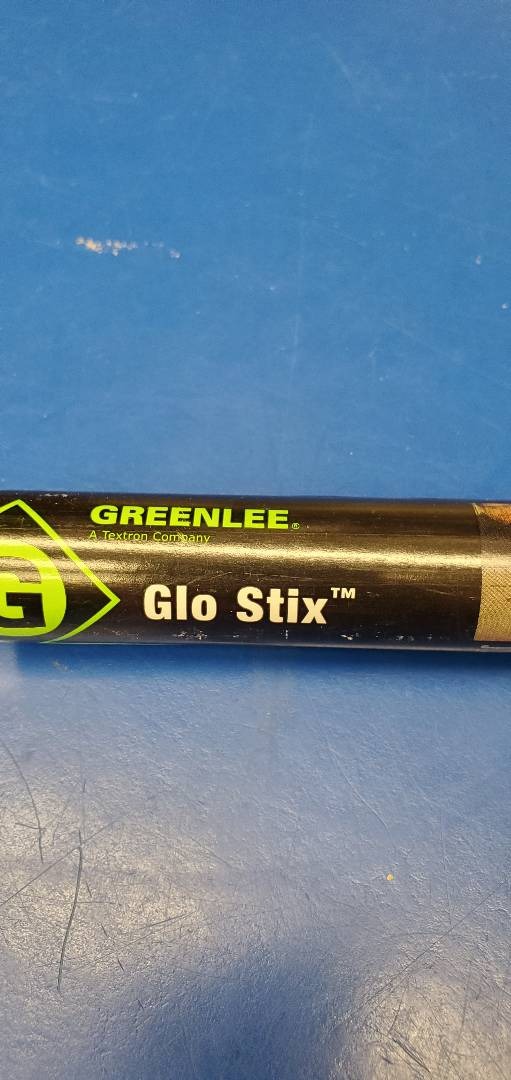 GREENLEE®
A Textron Company
G
Glo Stix™